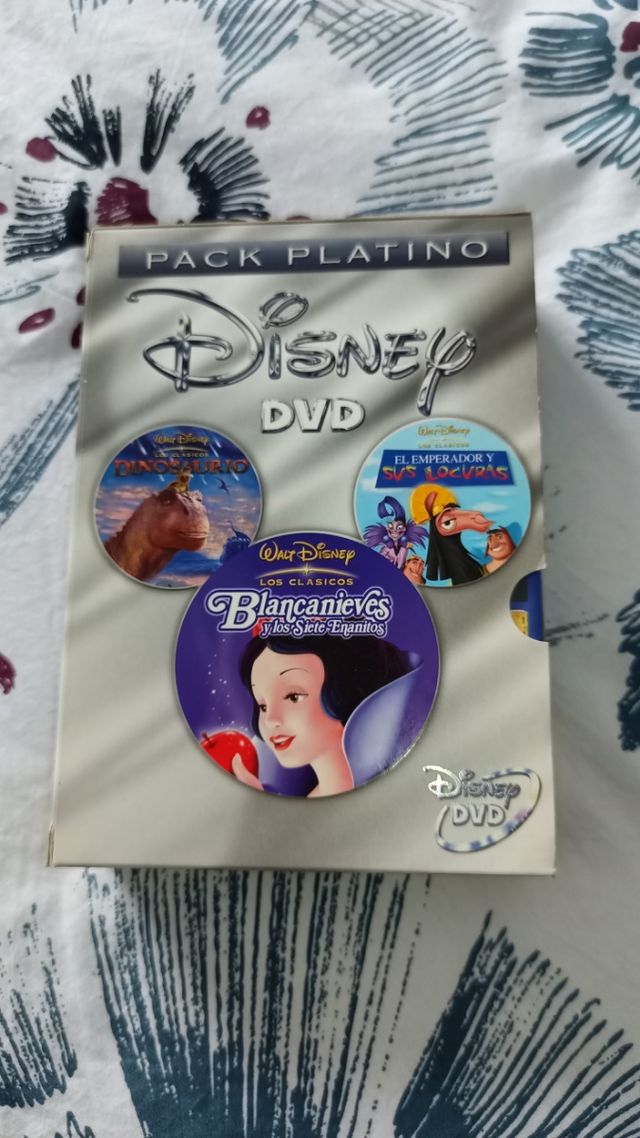 PACK PLATINO
Disney
DVD
Walt Disney
LOS CLASICOS
DINOSAURIO
Walt Disney
LOS CLASICOS
EL EMPERADOR Y
SUS LOCURAS
WALT DISNEY
LOS CLASICOS
Blancanieves
y los Siete Enanitos
DISNEY
DVD